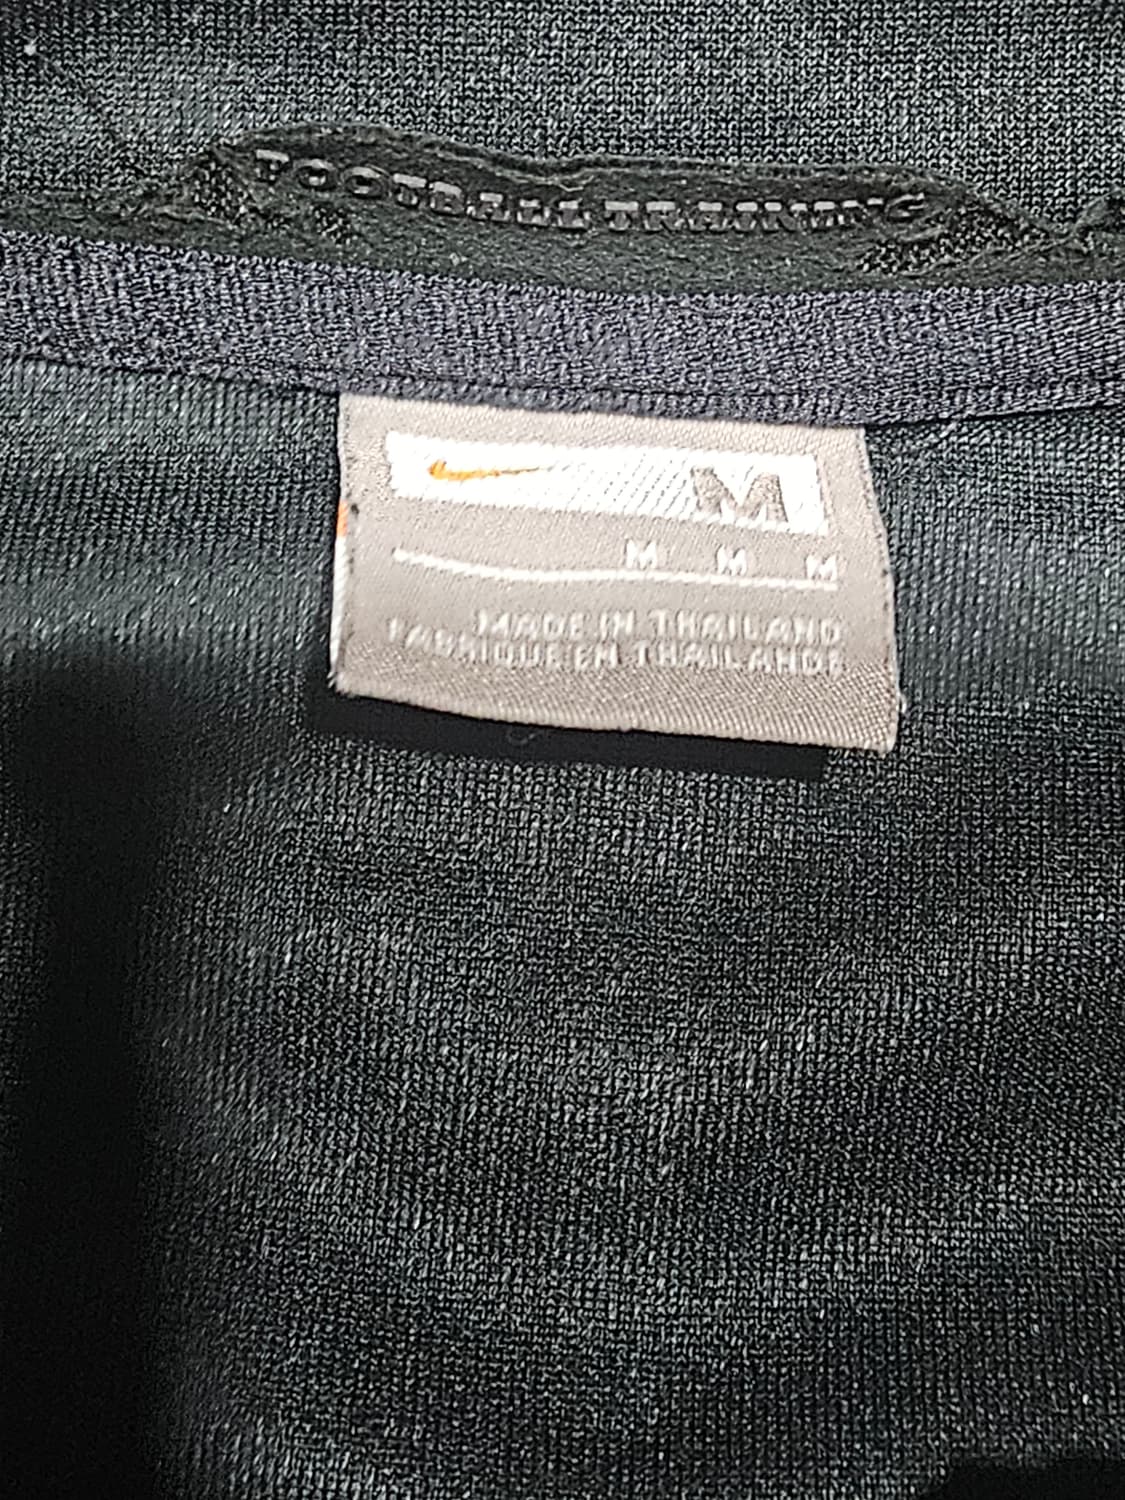 FOOTBALL TRAINING
M
M M M
MADE IN THAILAND
FABRIQUE EN THAILANDE